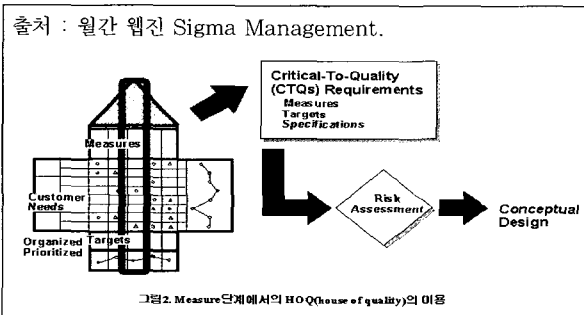 출처 : 월간 웹진 Sigma Management.
Critical-To-Quality
(CTQs) Requirements
Measures
Targets
Specifications
Measures
Customer
Needs
Organized
Prioritized
Targets
Risk
Assessment
Conceptual
Design
그림2. Measure단계에서의 HOQ(house of quality)의 이용